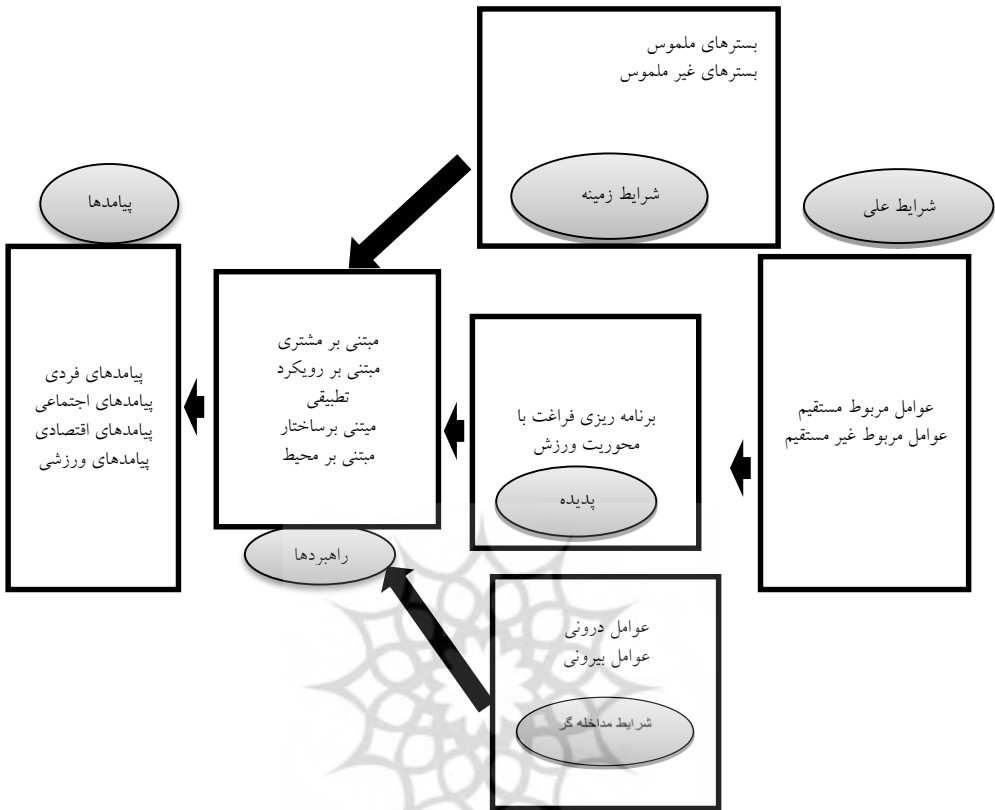 بسترهای ملموس
بسترهای غیر ملموس
شرایط زمینه
شرایط علی
عوامل مربوط مستقیم
عوامل مربوط غیر مستقیم
برنامه ریزی فراغت با
محوریت ورزش
پدیده
عوامل درونی
عوامل بیرونی
شرایط مداخله گر
مبتنی بر مشتری
مبتنی بر رویکرد
تطبیقی
میتنی برساختار
مبتنی بر محیط
راهبردها
پیامدها
پیامدهای فردی
پیامدهای اجتماعی
پیامدهای اقتصادی
پیامدهای ورزشی